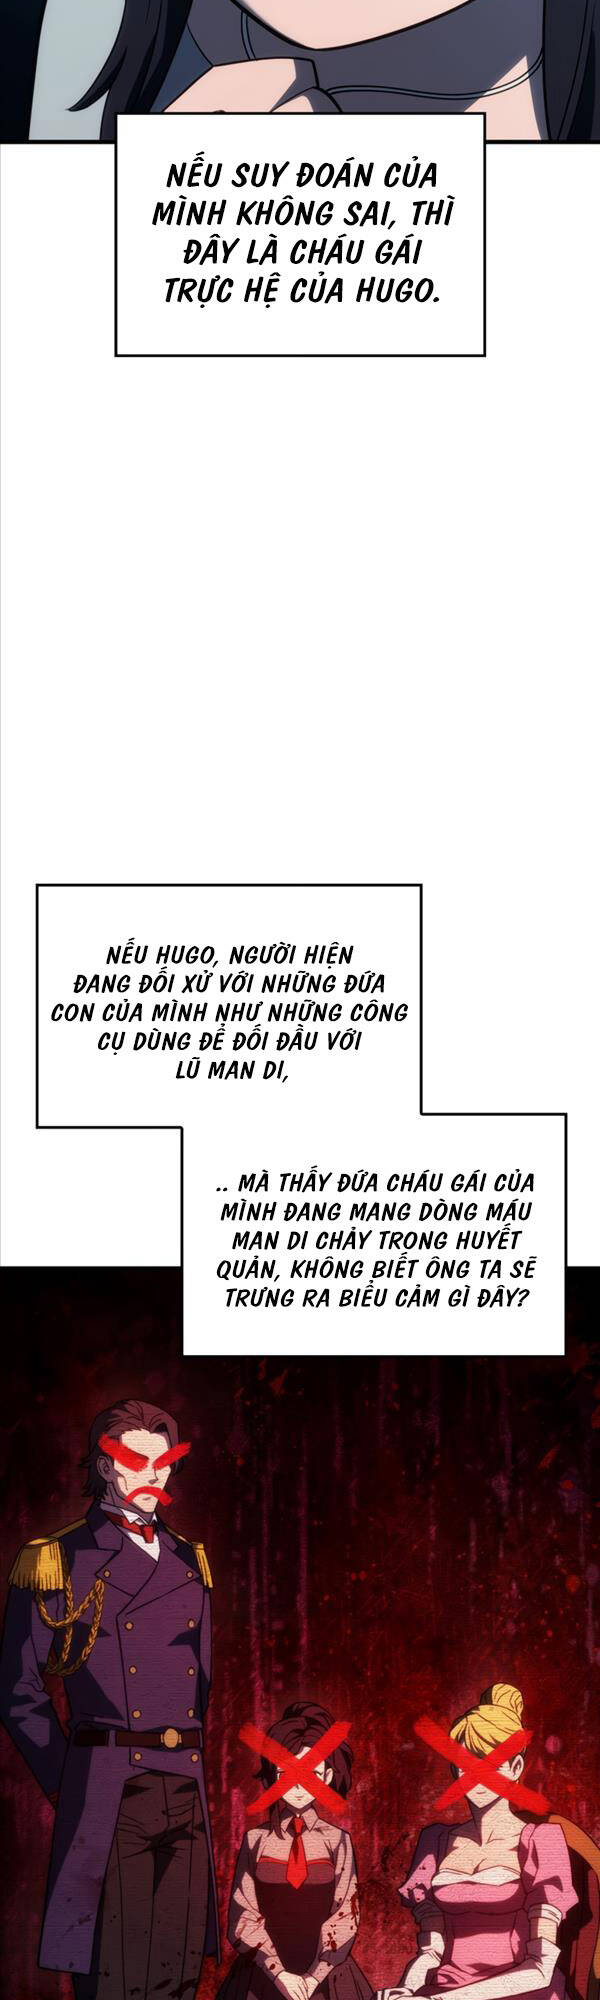 NẾU SUY ĐOÁN CỦA
MÌNH KHÔNG SAI, THÌ
ĐÂY LÀ CHÁU GÁI
TRỰC HỆ CỦA HUGO.
NẾU HUGO, NGƯỜI HIỆN
ĐANG ĐỐI XỬ VỚI NHỮNG ĐỨA
CON CỦA MÌNH NHƯ NHỮNG CÔNG
CỤ DÙNG ĐỂ ĐỐI ĐẦU VỚI
LŨ MAN DI,
.. MÀ THẤY ĐỨA CHÁU GÁI CỦA
MÌNH ĐANG MANG DÒNG MÁU
MAN DI CHẢY TRONG HUYẾT
QUẢN, KHÔNG BIẾT ÔNG TA SẼ
TRƯNG RA BIỂU CẢM GÌ ĐÂY?